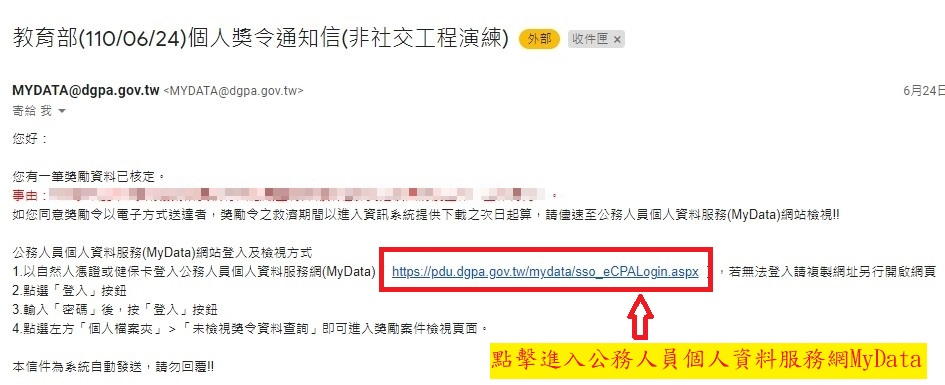 教育部(110/06/24)個人獎令通知信(非社交工程演練) 外部 收件匣 ×
MYDATA@dgpa.gov.tw <MYDATA@dgpa.gov.tw> 6月24日
寄給 我
您好：
您有一筆獎勵資料已核定。
事由：
如您同意獎勵令以電子方式送達者，獎勵令之救濟期間以進入資訊系統提供下載之次日起算，請儘速至公務人員個人資料服務(MyData)網站檢視!!
公務人員個人資料服務(MyData)網站登入及檢視方式
1.以自然人憑證或健保卡登入公務人員個人資料服務網(MyData) https://pdu.dgpa.gov.tw/mydata/sso_eCPALogin.aspx ，若無法登入請複製網址另行開啟網頁
2.點選「登入」按鈕
3.輸入「密碼」後，按「登入」按鈕
4.點選左方「個人檔案夾」>「未檢視獎令資料查詢」即可進入獎勵案件檢視頁面。
點擊進入公務人員個人資料服務網MyData
本信件為系統自動發送，請勿回覆!!